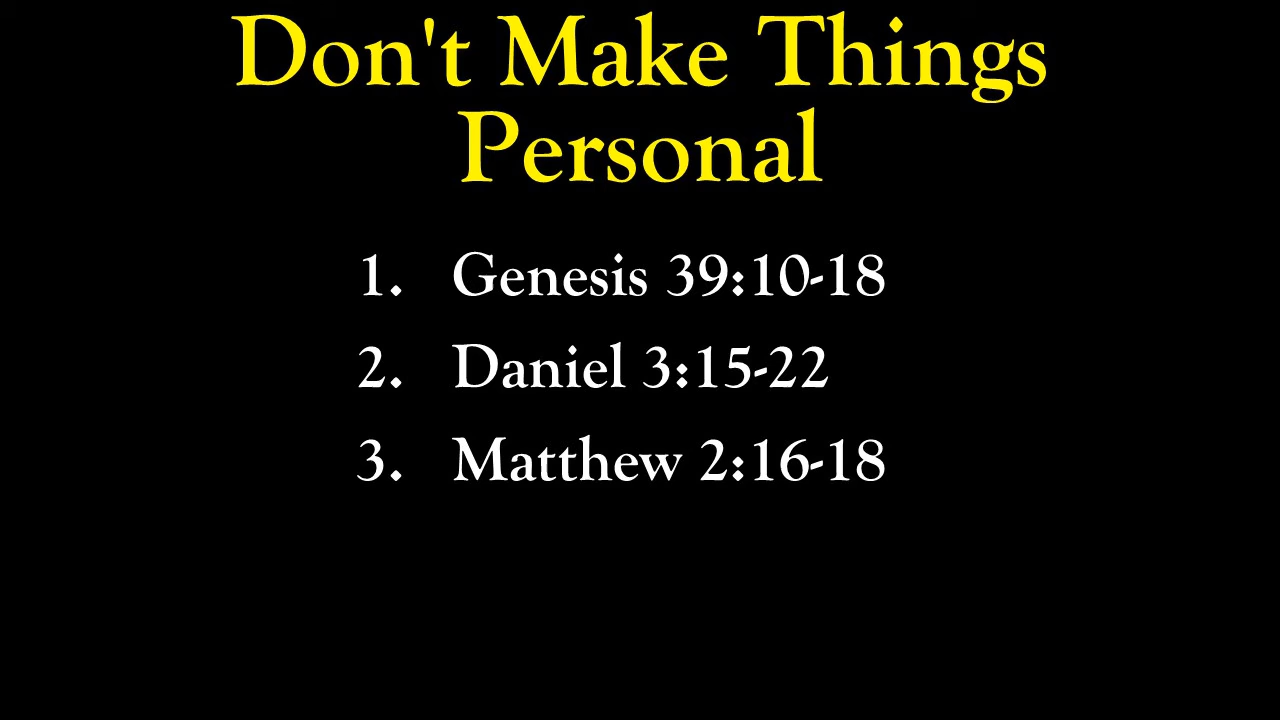 Don't Make Things
Personal
1. Genesis 39:10-18
2. Daniel 3:15-22
3. Matthew 2:16-18